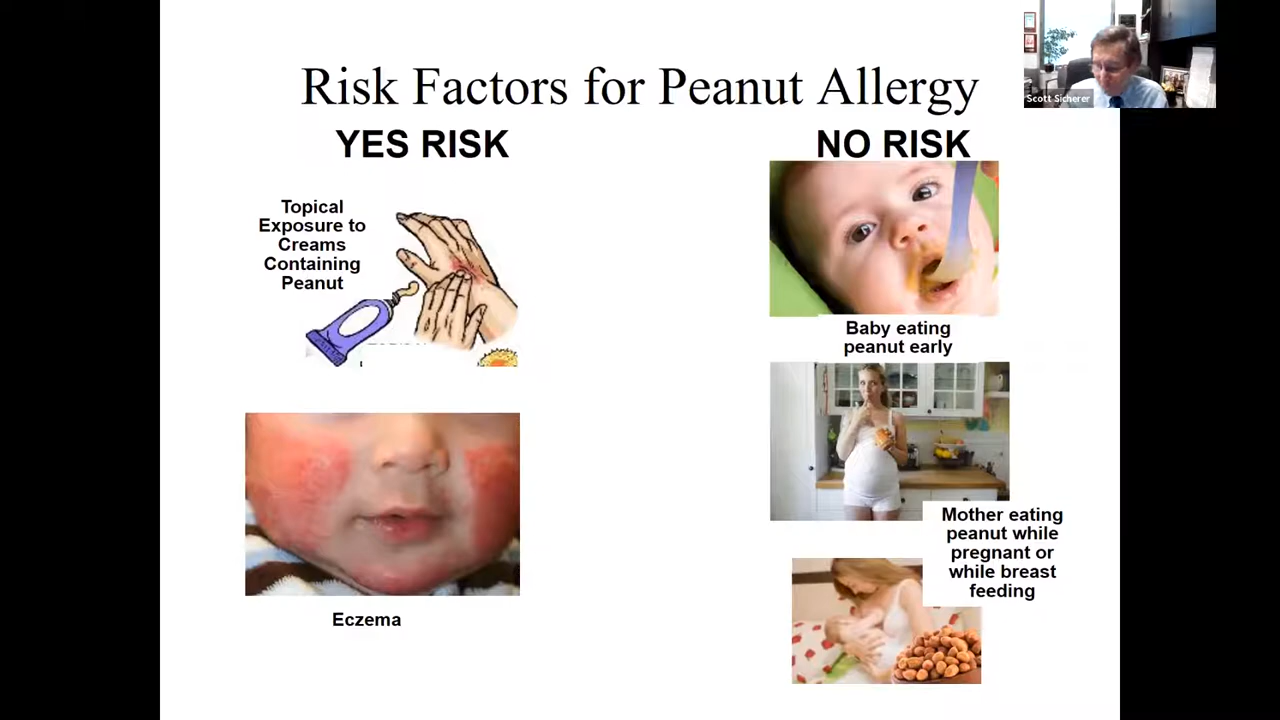 Risk Factors for Peanut Allergy
Scott Sicherer
YES RISK
NO RISK
Topical
Exposure to
Creams
Containing
Peanut
Eczema
Baby eating
peanut early
Mother eating
peanut while
pregnant or
while breast
feeding